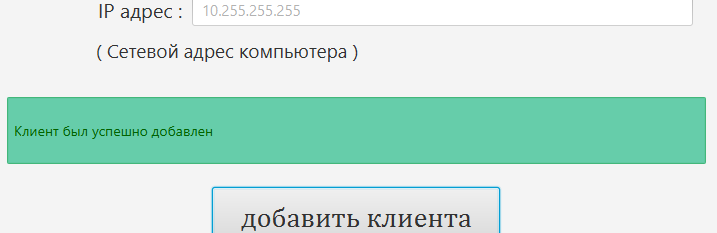 IP адрес : 10.255.255.255
( Сетевой адрес компьютера )
Клиент был успешно добавлен
добавить клиента